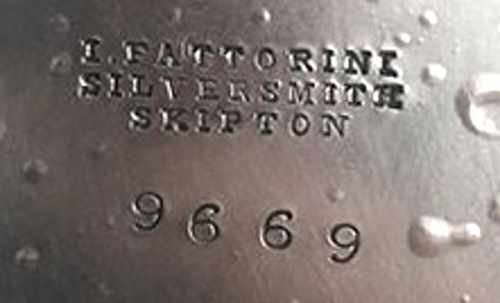 I. FATTORINI
SILVERSMITH
SKIPTON
9669